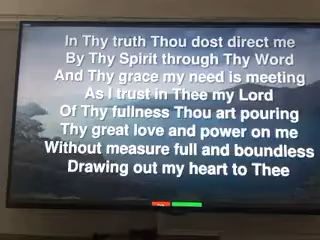 In Thy truth Thou dost direct me
By Thy Spirit through Thy Word
And Thy grace my need is meeting
As I trust in Thee my Lord
Of Thy fullness Thou art pouring
Thy great love and power on me
Without measure full and boundless
Drawing out my heart to Thee